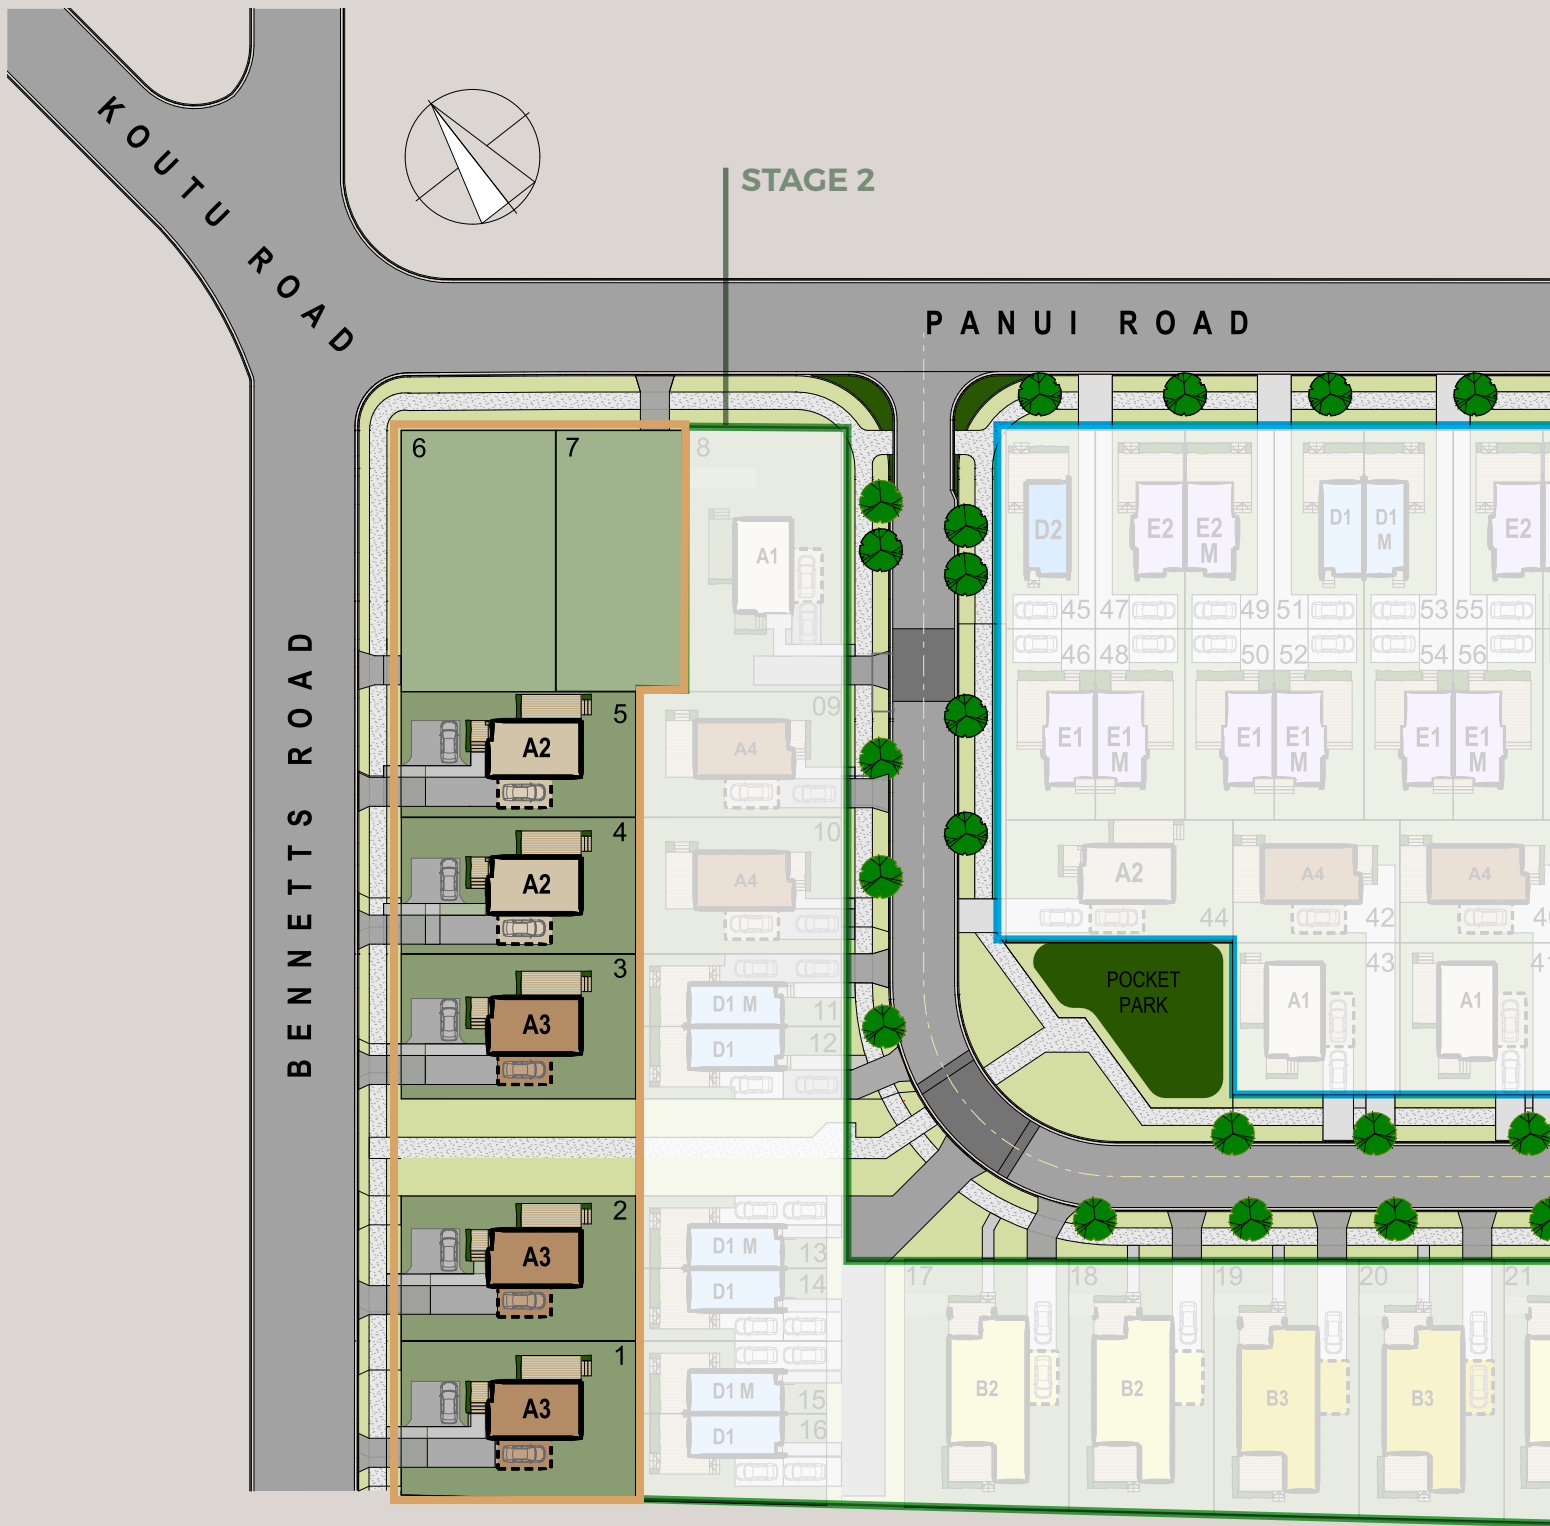 KOUTU ROAD
STAGE 2
PANUI ROAD
BENNETTS ROAD
6
7
8
A1
D2
E2
E2
M
D1
D1
M
E2
45
47
49
51
53
55
46
48
50
52
54
56
E1
E1
M
E1
E1
M
E1
E1
M
5
A2
09
A4
4
A2
10
A4
A2
44
A4
42
A4
3
A3
D1 M
11
D1
12
POCKET
PARK
43
A1
A1
2
A3
D1 M
13
D1
14
1
A3
D1 M
15
D1
16
17
18
19
20
21
B2
B2
B3
B3